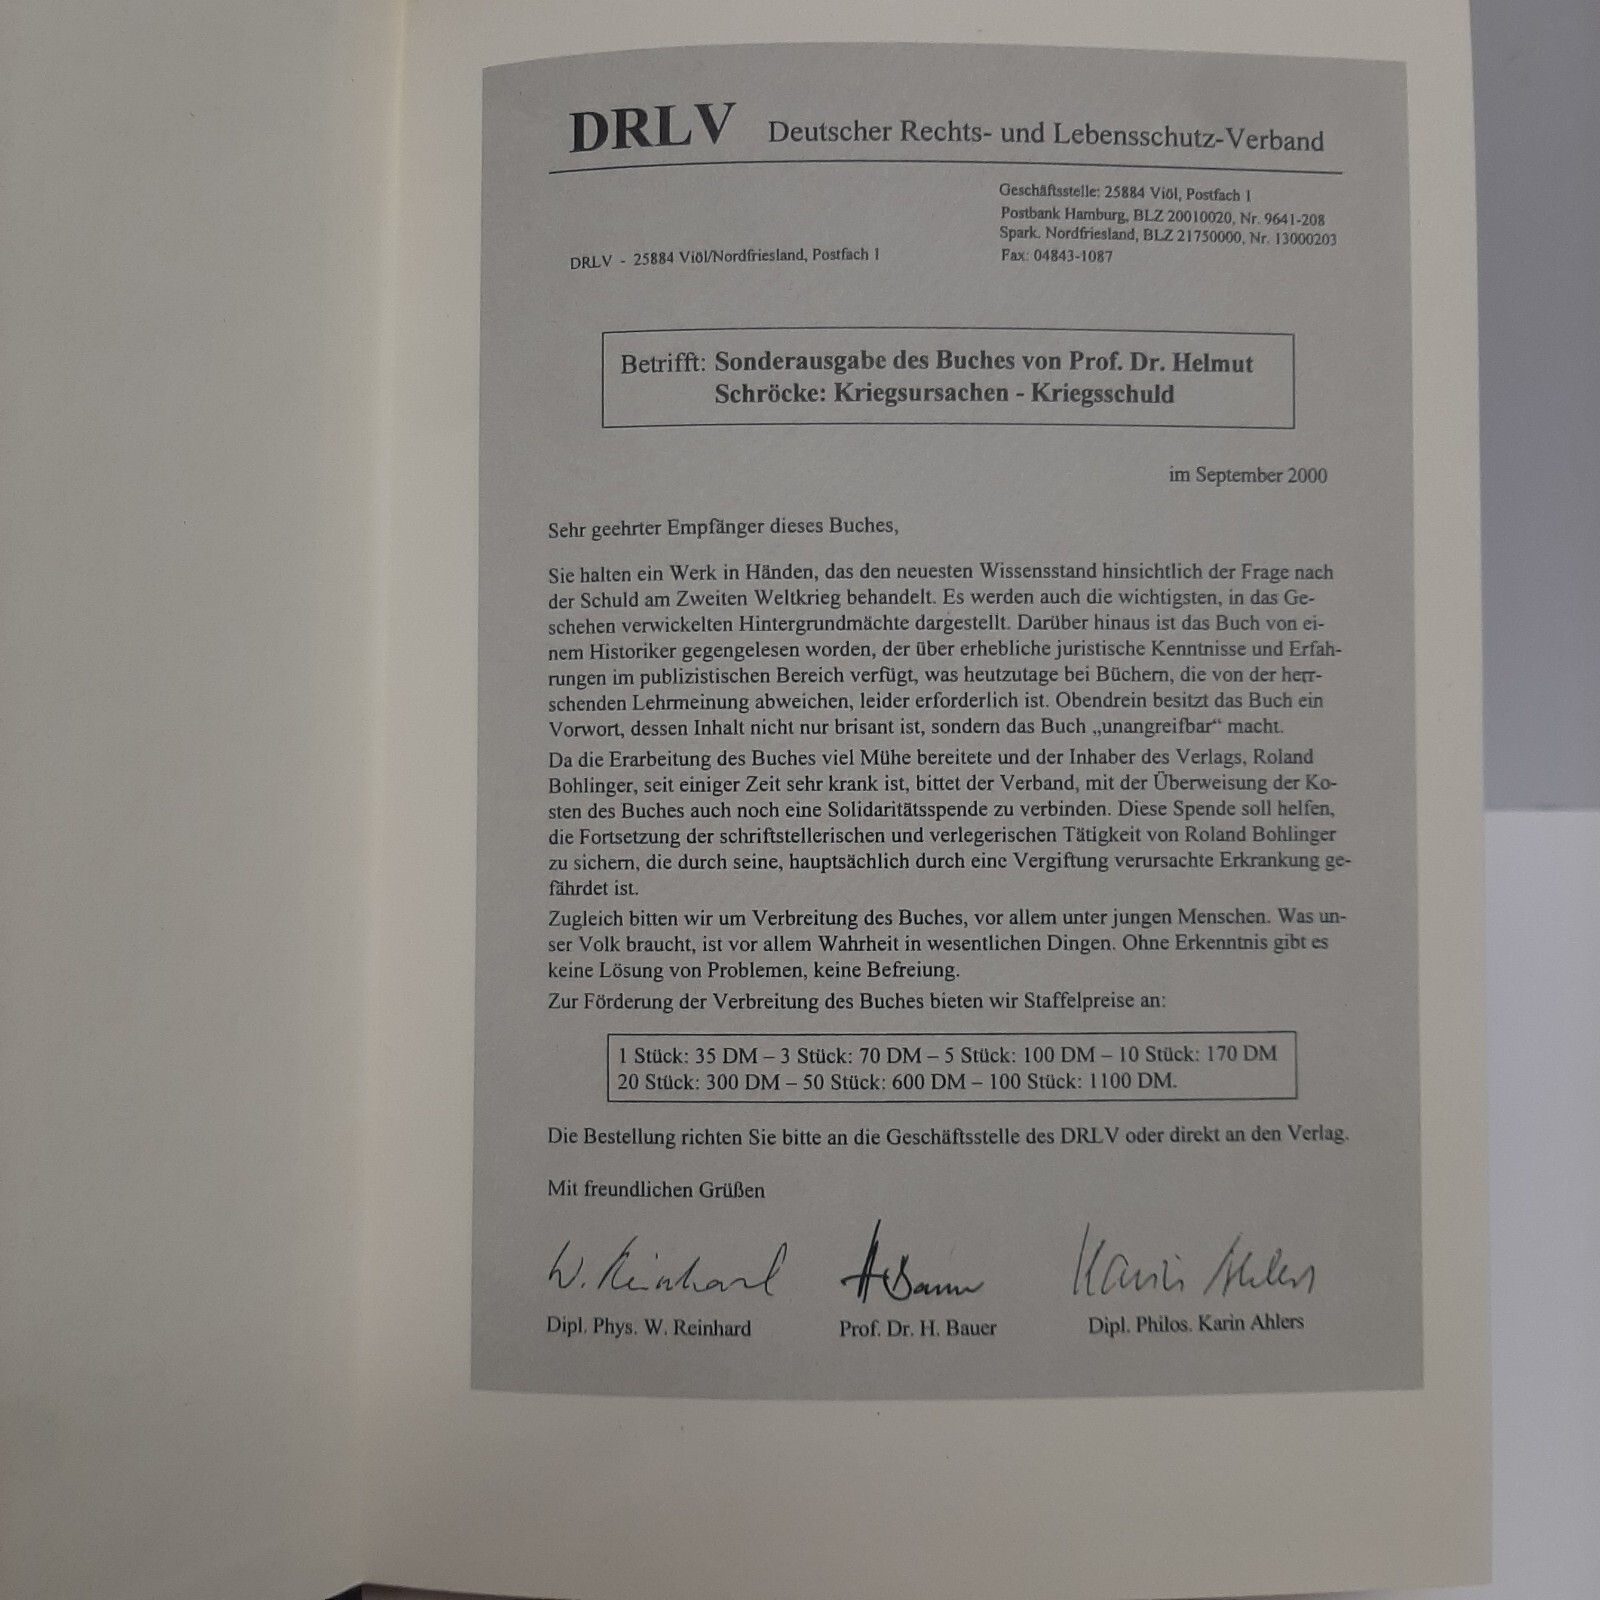 DRLV Deutscher Rechts- und Lebensschutz-Verband
Geschäftsstelle: 25884 Viöl, Postfach 1
Postbank Hamburg, BLZ 20010020, Nr. 9641-208
Spark. Nordfriesland, BLZ 21750000, Nr. 13000203
DRLV - 25884 Viöl/Nordfriesland, Postfach 1
Fax: 04843-1087
Betrifft: Sonderausgabe des Buches von Prof. Dr. Helmut
Schröcke: Kriegsursachen - Kriegsschuld
im September 2000
Sehr geehrter Empfänger dieses Buches,
Sie halten ein Werk in Händen, das den neuesten Wissensstand hinsichtlich der Frage nach
der Schuld am Zweiten Weltkrieg behandelt. Es werden auch die wichtigsten, in das Ge-
schehen verwickelten Hintergrundmächte dargestellt. Darüber hinaus ist das Buch von ei-
nem Historiker gegengelesen worden, der über erhebliche juristische Kenntnisse und Erfah-
rungen im publizistischen Bereich verfügt, was heutzutage bei Büchern, die von der herr-
schenden Lehrmeinung abweichen, leider erforderlich ist. Obendrein besitzt das Buch ein
Vorwort, dessen Inhalt nicht nur brisant ist, sondern das Buch „unangreifbar“ macht.
Da die Erarbeitung des Buches viel Mühe bereitete und der Inhaber des Verlags, Roland
Bohlinger, seit einiger Zeit sehr krank ist, bittet der Verband, mit der Überweisung der Ko-
sten des Buches auch noch eine Solidaritätsspende zu verbinden. Diese Spende soll helfen,
die Fortsetzung der schriftstellerischen und verlegerischen Tätigkeit von Roland Bohlinger
zu sichern, die durch seine, hauptsächlich durch eine Vergiftung verursachte Erkrankung ge-
fährdet ist.
Zugleich bitten wir um Verbreitung des Buches, vor allem unter jungen Menschen. Was un-
ser Volk braucht, ist vor allem Wahrheit in wesentlichen Dingen. Ohne Erkenntnis gibt es
keine Lösung von Problemen, keine Befreiung.
Zur Förderung der Verbreitung des Buches bieten wir Staffelpreise an:
1 Stück: 35 DM – 3 Stück: 70 DM – 5 Stück: 100 DM – 10 Stück: 170 DM
20 Stück: 300 DM – 50 Stück: 600 DM – 100 Stück: 1100 DM.
Die Bestellung richten Sie bitte an die Geschäftsstelle des DRLV oder direkt an den Verlag.
Mit freundlichen Grüßen
W. Reinhard H Bauer Karin Ahlers
Dipl. Phys. W. Reinhard Prof. Dr. H. Bauer Dipl. Philos. Karin Ahlers